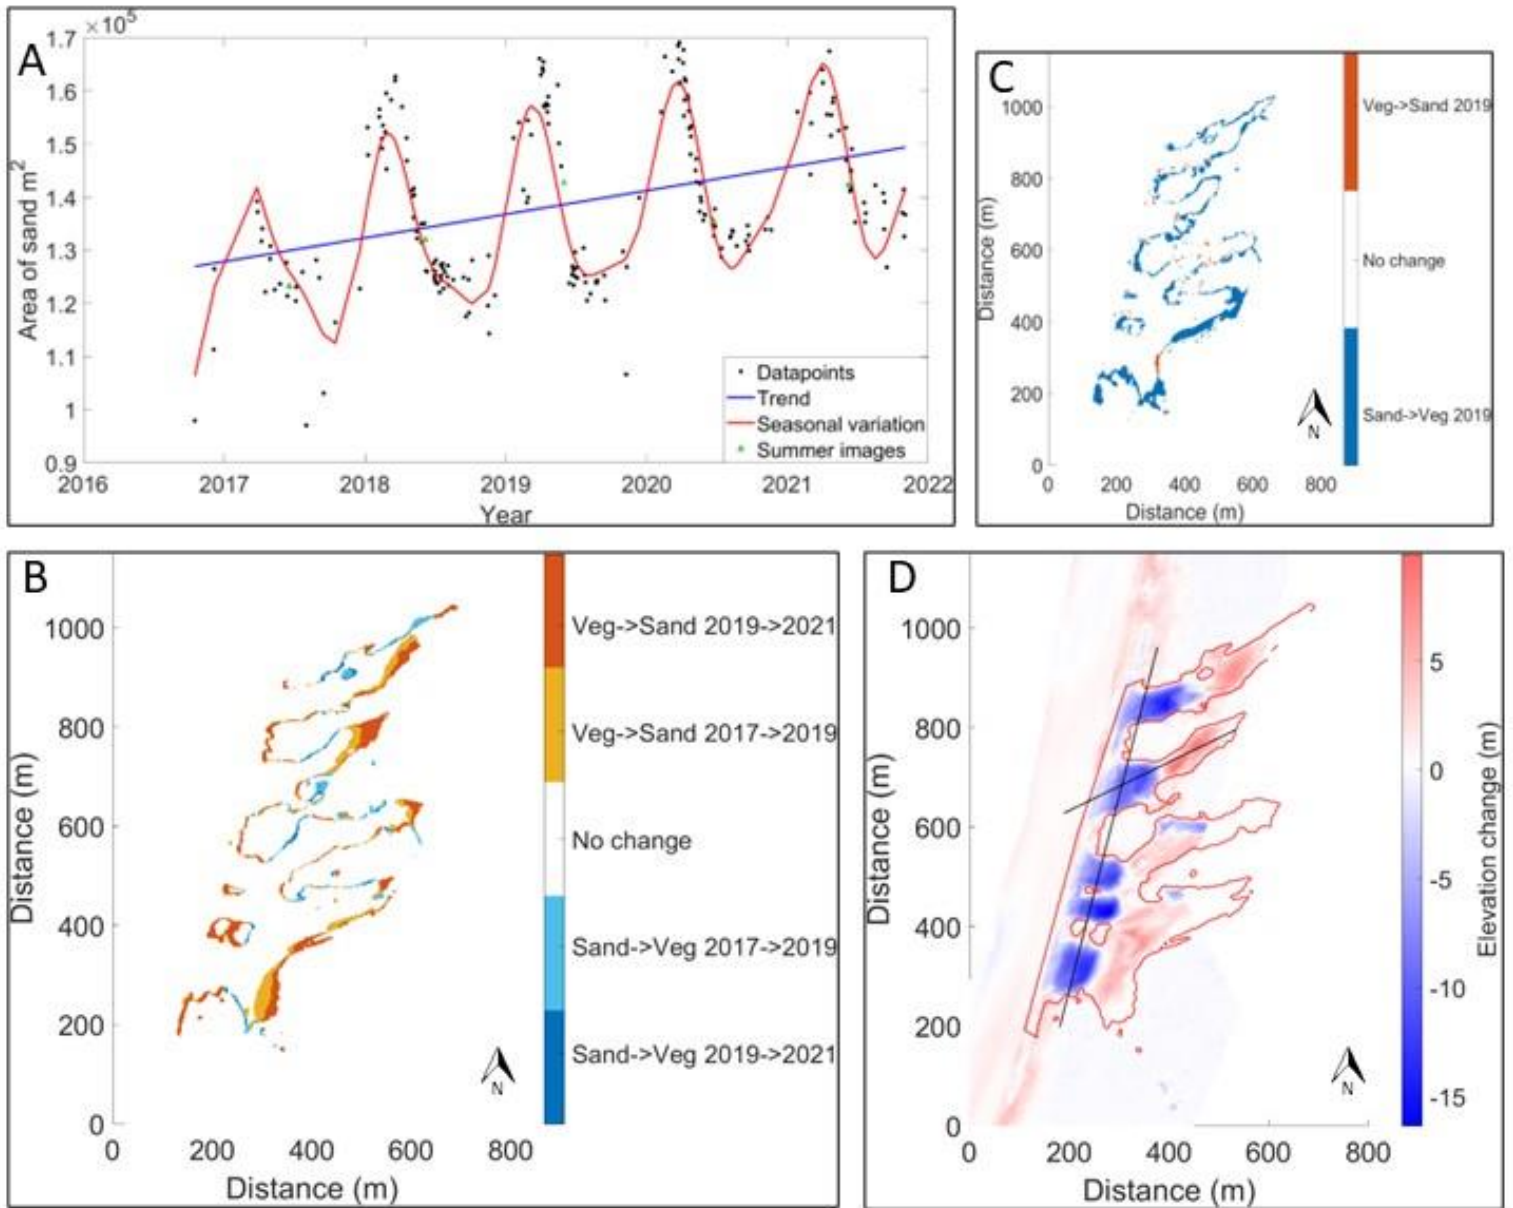 A
×10⁵
1.7
1.6
1.5
1.4
1.3
1.2
1.1
1
0.9
Area of sand m²
2016 2017 2018 2019 2020 2021 2022
Year
Datapoints
Trend
Seasonal variation
Summer images
C
1000
800
600
400
200
0
Distance (m)
0 200 400 600 800
Distance (m)
Veg->Sand 2019
No change
Sand->Veg 2019
N
B
1000
800
600
400
200
0
Distance (m)
0 200 400 600 800
Distance (m)
Veg->Sand 2019->2021
Veg->Sand 2017->2019
No change
Sand->Veg 2017->2019
Sand->Veg 2019->2021
N
D
1000
800
600
400
200
0
Distance (m)
0 200 400 600 800
Distance (m)
5
0
-5
-10
-15
Elevation change (m)
N